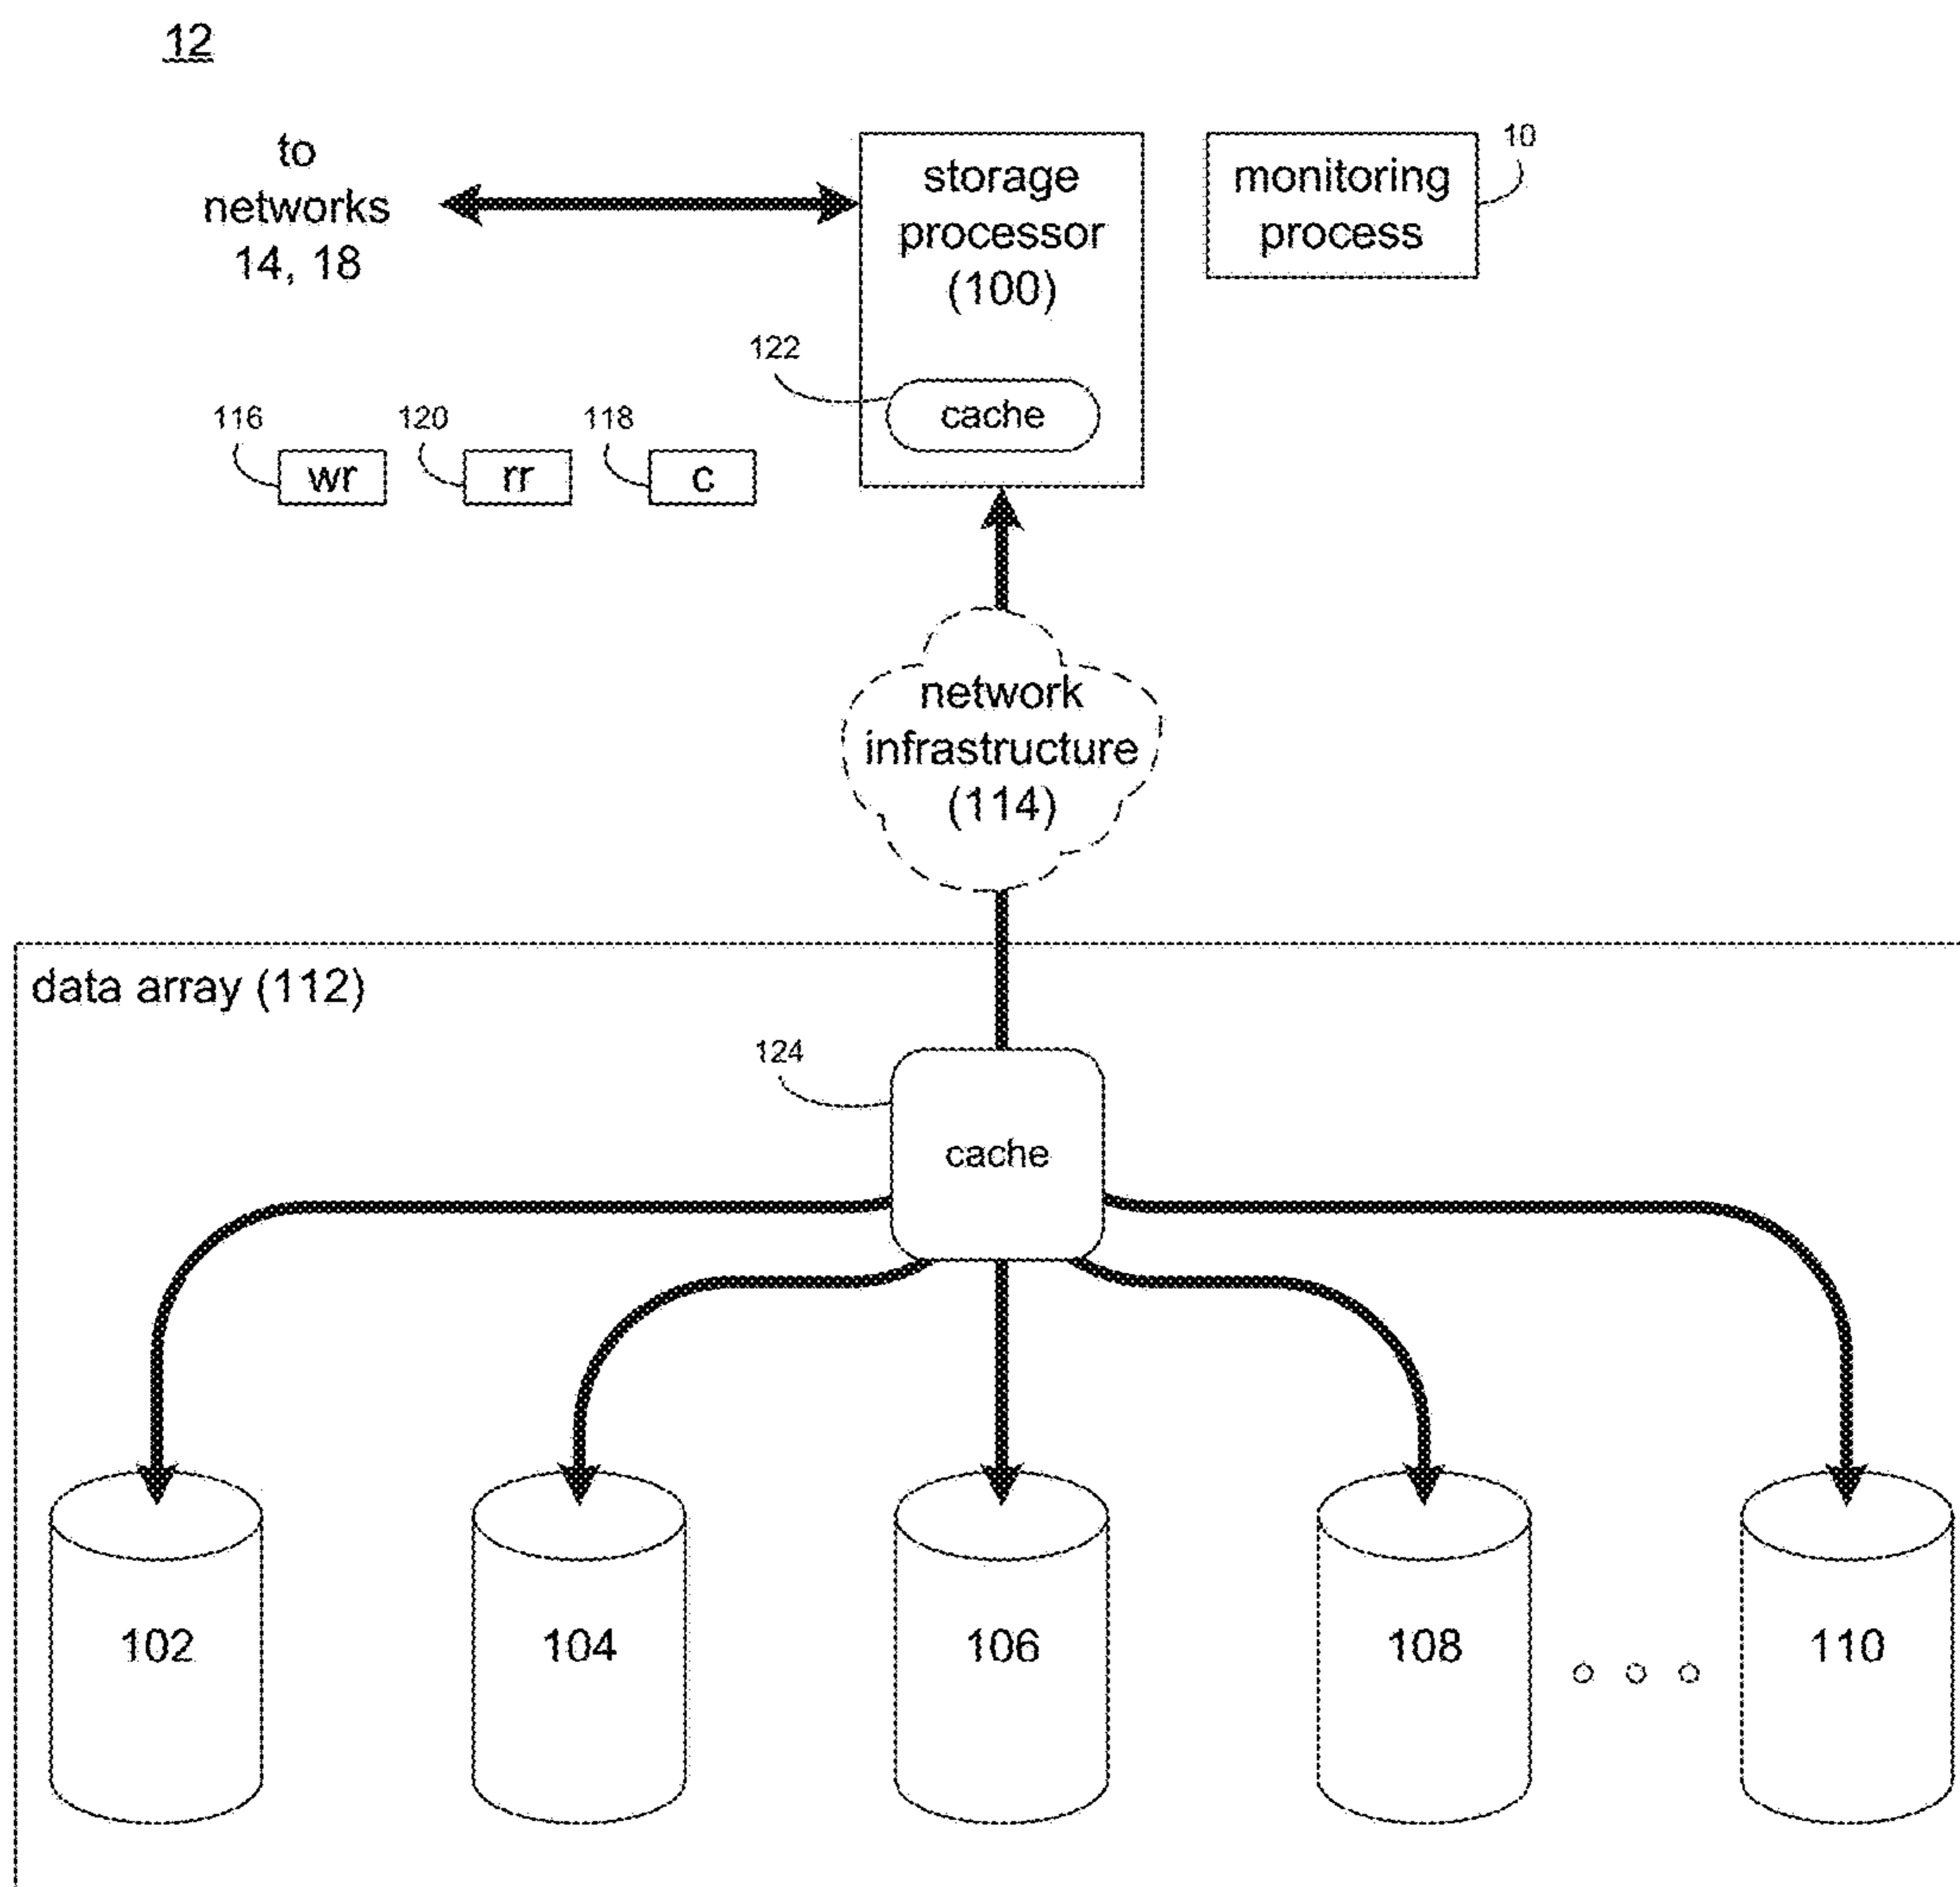 12
to
networks
14, 18
storage
processor
(100)
monitoring
process
10
122
cache
116
120
118
wr
rr
c
network
infrastructure
(114)
data array (112)
124
cache
102
104
106
108
110